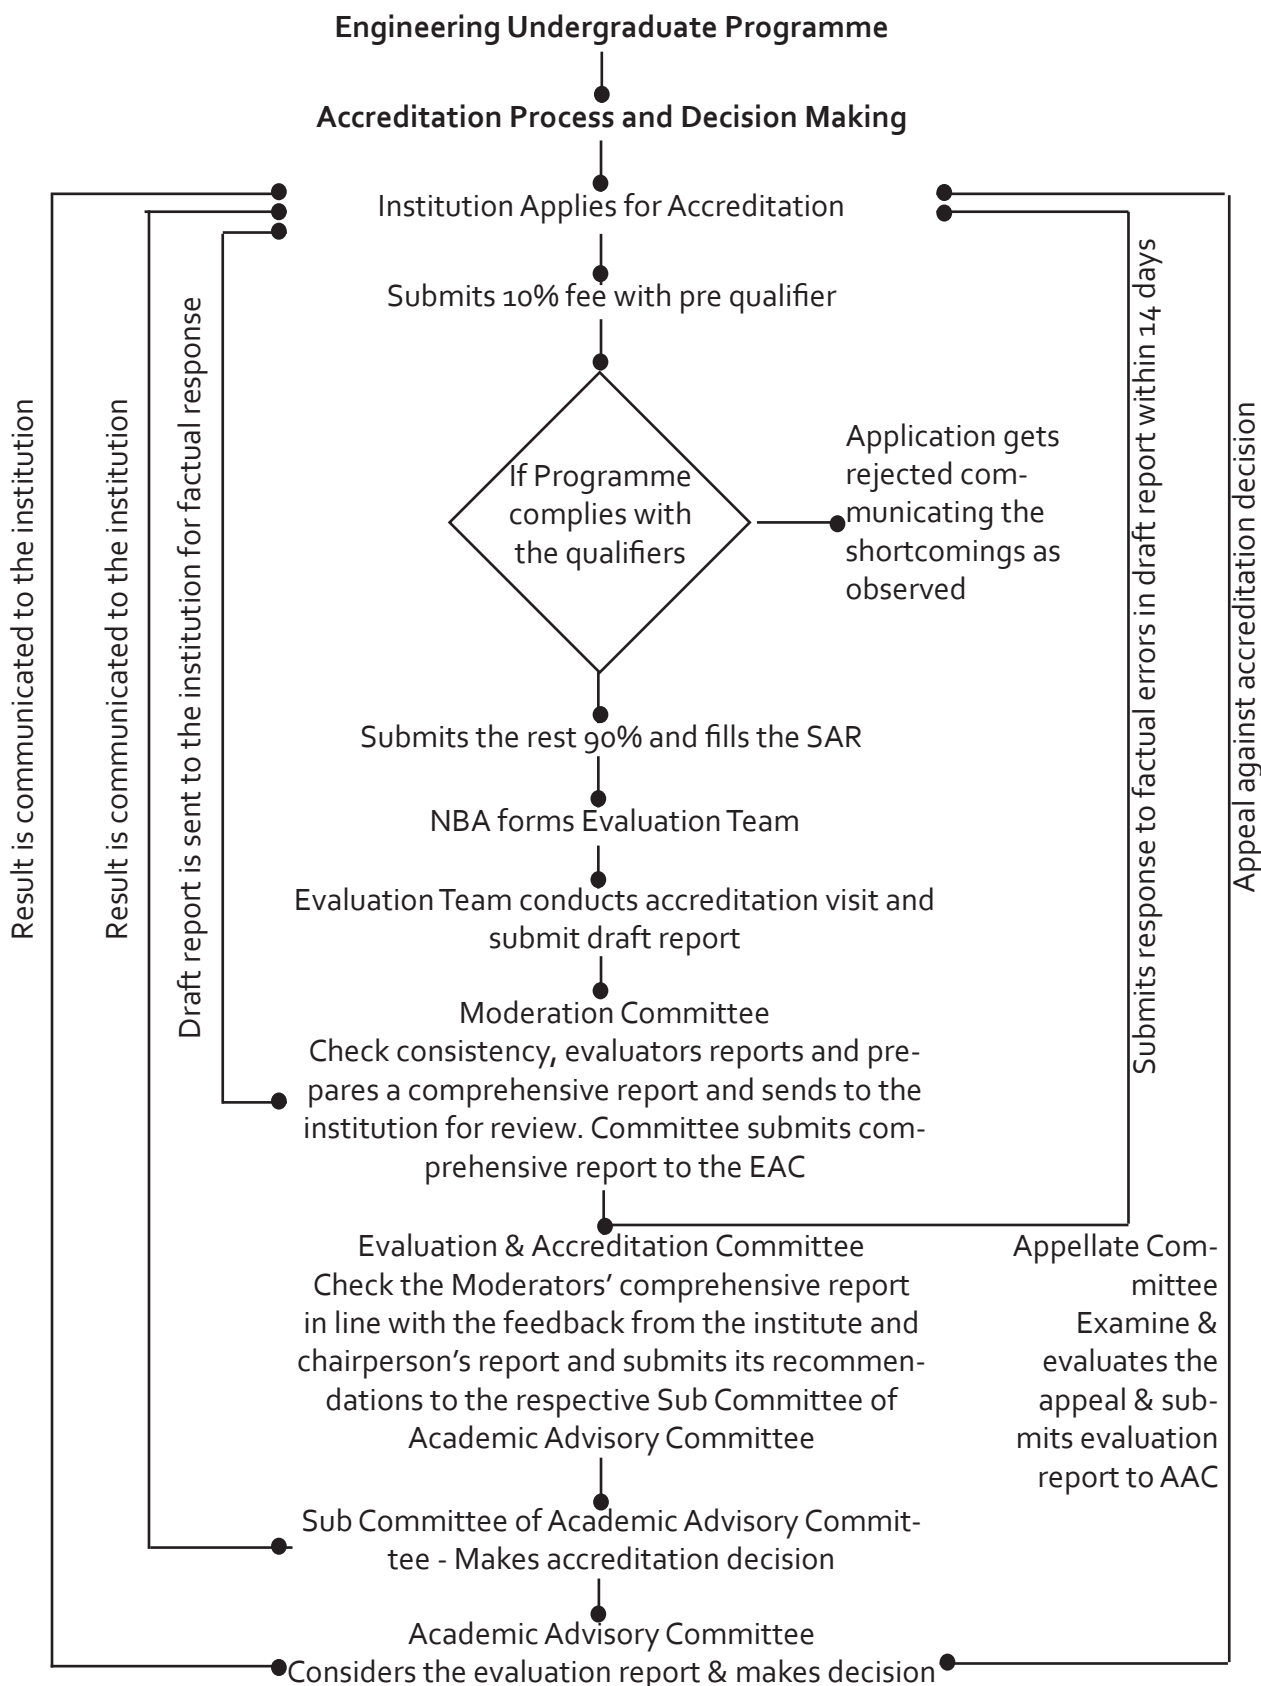 Engineering Undergraduate Programme
Accreditation Process and Decision Making
Institution Applies for Accreditation
Submits 10% fee with pre qualifier
If Programme
complies with
the qualifiers
Application gets
rejected com-
municating the
shortcomings as
observed
Submits the rest 90% and fills the SAR
NBA forms Evaluation Team
Evaluation Team conducts accreditation visit and
submit draft report
Moderation Committee
Check consistency, evaluators reports and pre-
pares a comprehensive report and sends to the
institution for review. Committee submits com-
prehensive report to the EAC
Evaluation & Accreditation Committee
Check the Moderators’ comprehensive report
in line with the feedback from the institute and
chairperson’s report and submits its recommen-
dations to the respective Sub Committee of
Academic Advisory Committee
Sub Committee of Academic Advisory Commit-
tee - Makes accreditation decision
Academic Advisory Committee
Considers the evaluation report & makes decision
Result is communicated to the institution
Result is communicated to the institution
Draft report is sent to the institution for factual response
Submits response to factual errors in draft report within 14 days
Appeal against accreditation decision
Appellate Com-
mittee
Examine &
evaluates the
appeal & sub-
mits evaluation
report to AAC